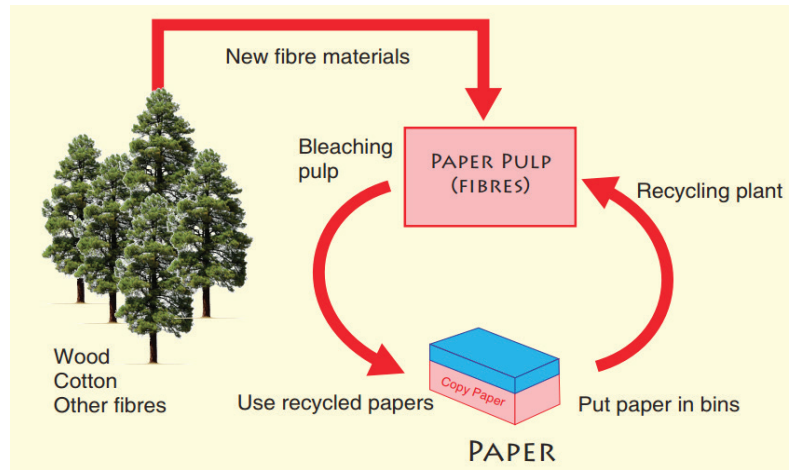 New fibre materials
Bleaching
pulp
PAPER PULP
(FIBRES)
Recycling plant
Wood
Cotton
Other fibres
Use recycled papers
Copy Paper
Put paper in bins
PAPER